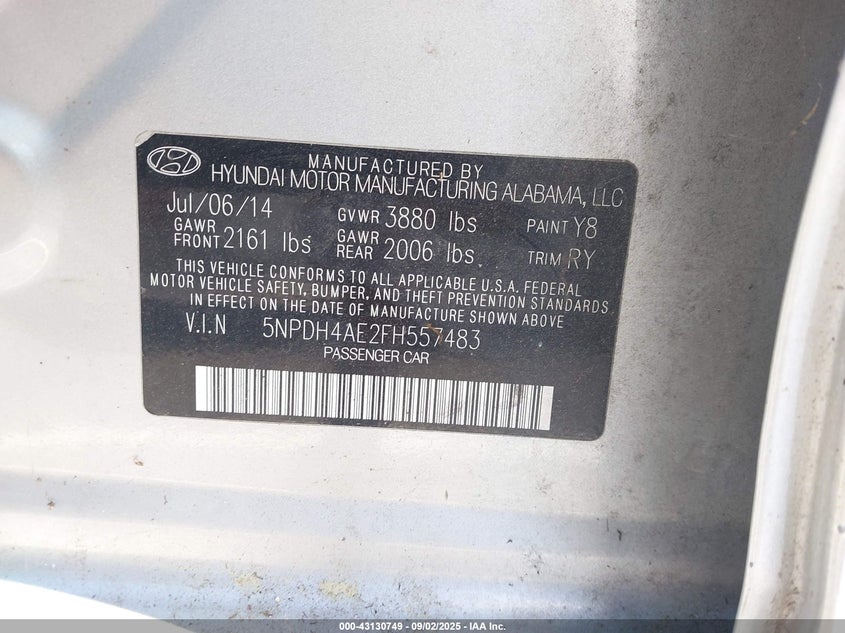 MANUFACTURED BY
HYUNDAI MOTOR MANUFACTURING ALABAMA, LLC
Jul/06/14 GVWR 3880 lbs PAINT Y8
GAWR FRONT 2161 lbs GAWR REAR 2006 lbs TRIM RY
THIS VEHICLE CONFORMS TO ALL APPLICABLE U.S.A. FEDERAL
MOTOR VEHICLE SAFETY, BUMPER, AND THEFT PREVENTION STANDARDS
IN EFFECT ON THE DATE OF MANUFACTURE SHOWN ABOVE
V.I.N 5NPDH4AE2FH557483
PASSENGER CAR
000-43130749 - 09/02/2025 - IAA Inc.